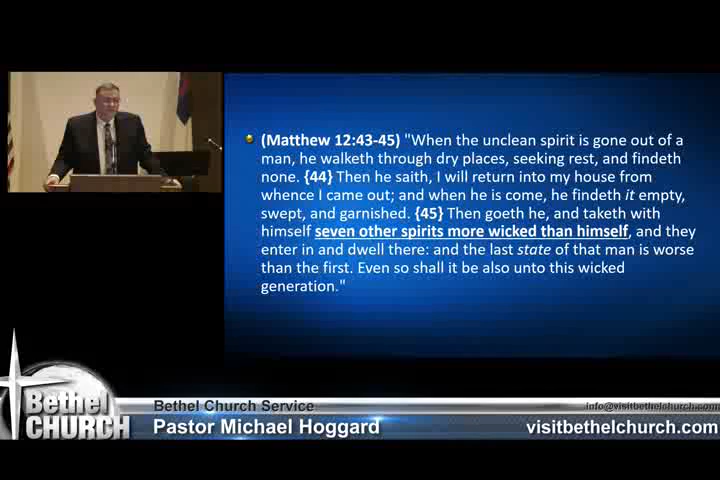 (Matthew 12:43-45) "When the unclean spirit is gone out of a
man, he walketh through dry places, seeking rest, and findeth
none. {44} Then he saith, I will return into my house from
whence I came out; and when he is come, he findeth it empty,
swept, and garnished. {45} Then goeth he, and taketh with
himself seven other spirits more wicked than himself, and they
enter in and dwell there: and the last state of that man is worse
than the first. Even so shall it be also unto this wicked
generation."
Bethel
CHURCH
Bethel Church Service
info@visitbethelchurch.com
Pastor Michael Hoggard
visitbethelchurch.com